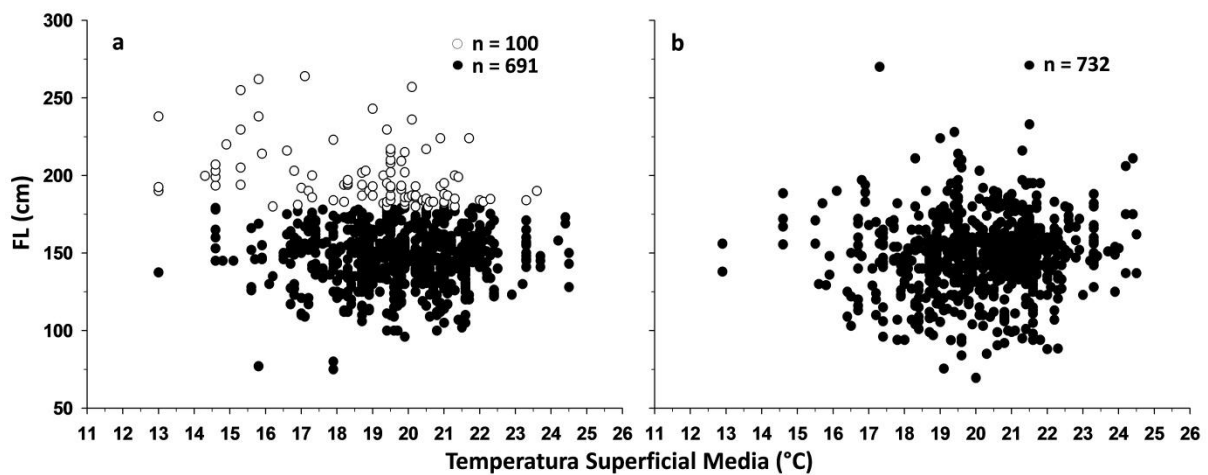 a
n = 100
n = 691
b
n = 732
FL (cm)
300
250
200
150
100
50
11 12 13 14 15 16 17 18 19 20 21 22 23 24 25 26
11 12 13 14 15 16 17 18 19 20 21 22 23 24 25 26
Temperatura Superficial Media (°C)